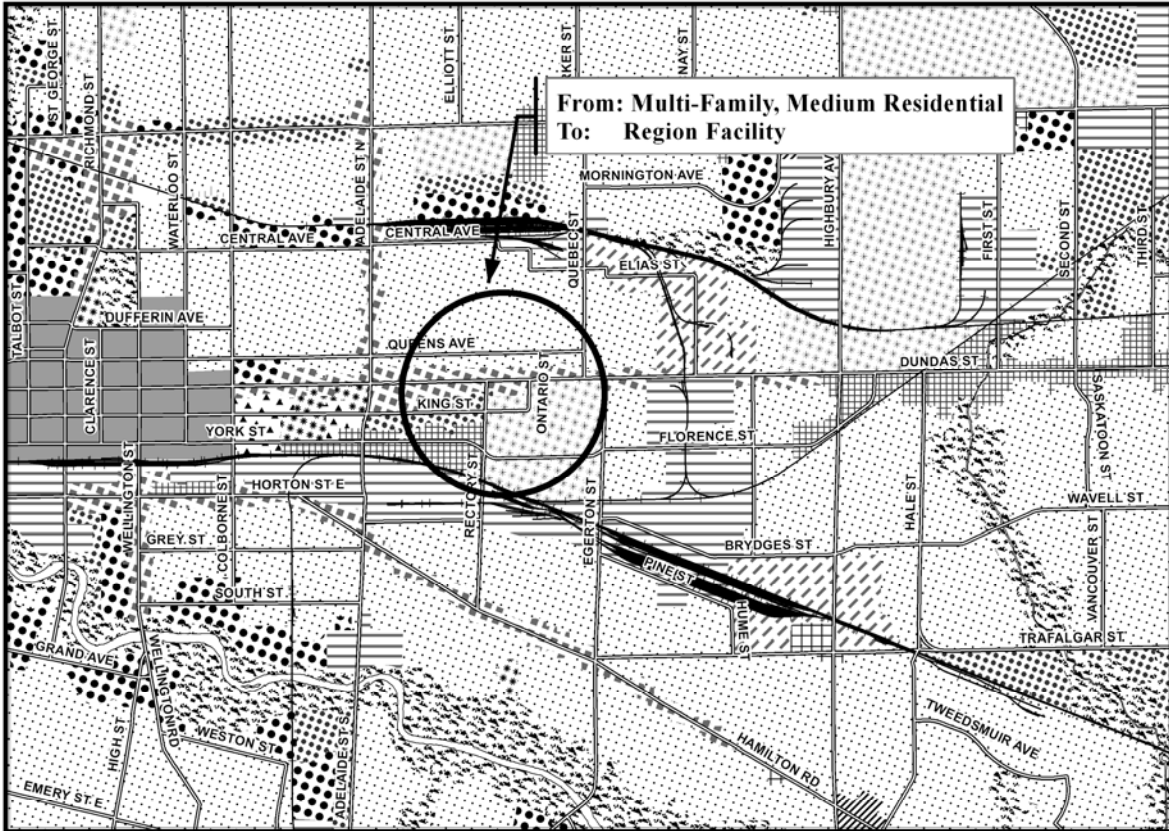 ST GEORGE ST
RICHMOND ST
WATERLOO ST
ADELAIDE ST N
ELLIOTT ST
NAY ST
From: Multi-Family, Medium Residential
To: Region Facility
MORNINGTON AVE
HIGHBURY AV
FIRST ST
SECOND ST
THIRD ST
CENTRAL AVE
CENTRAL AVE
QUEBEC ST
ELIAS ST
TALBOT ST
DUFFERIN AVE
CLARENCE ST
QUEENS AVE
DUNDAS ST
KING ST
ONTARIO ST
SASKATOON ST
YORK ST
FLORENCE ST
WELLINGTON ST
COLBORNE ST
HORTON ST E
RECTORY ST
EGERTON ST
HALE ST
WAVELL ST
GREY ST
BRYDGES ST
VANCOUVER ST
PINE ST
SOUTH ST
HUME ST
TRAFALGAR ST
GRAND AVE
WELLINGTON RD
HIGH ST
WESTON ST
ADELAIDE ST S
TWEEDSMUIR AVE
HAMILTON RD
EMERY ST E